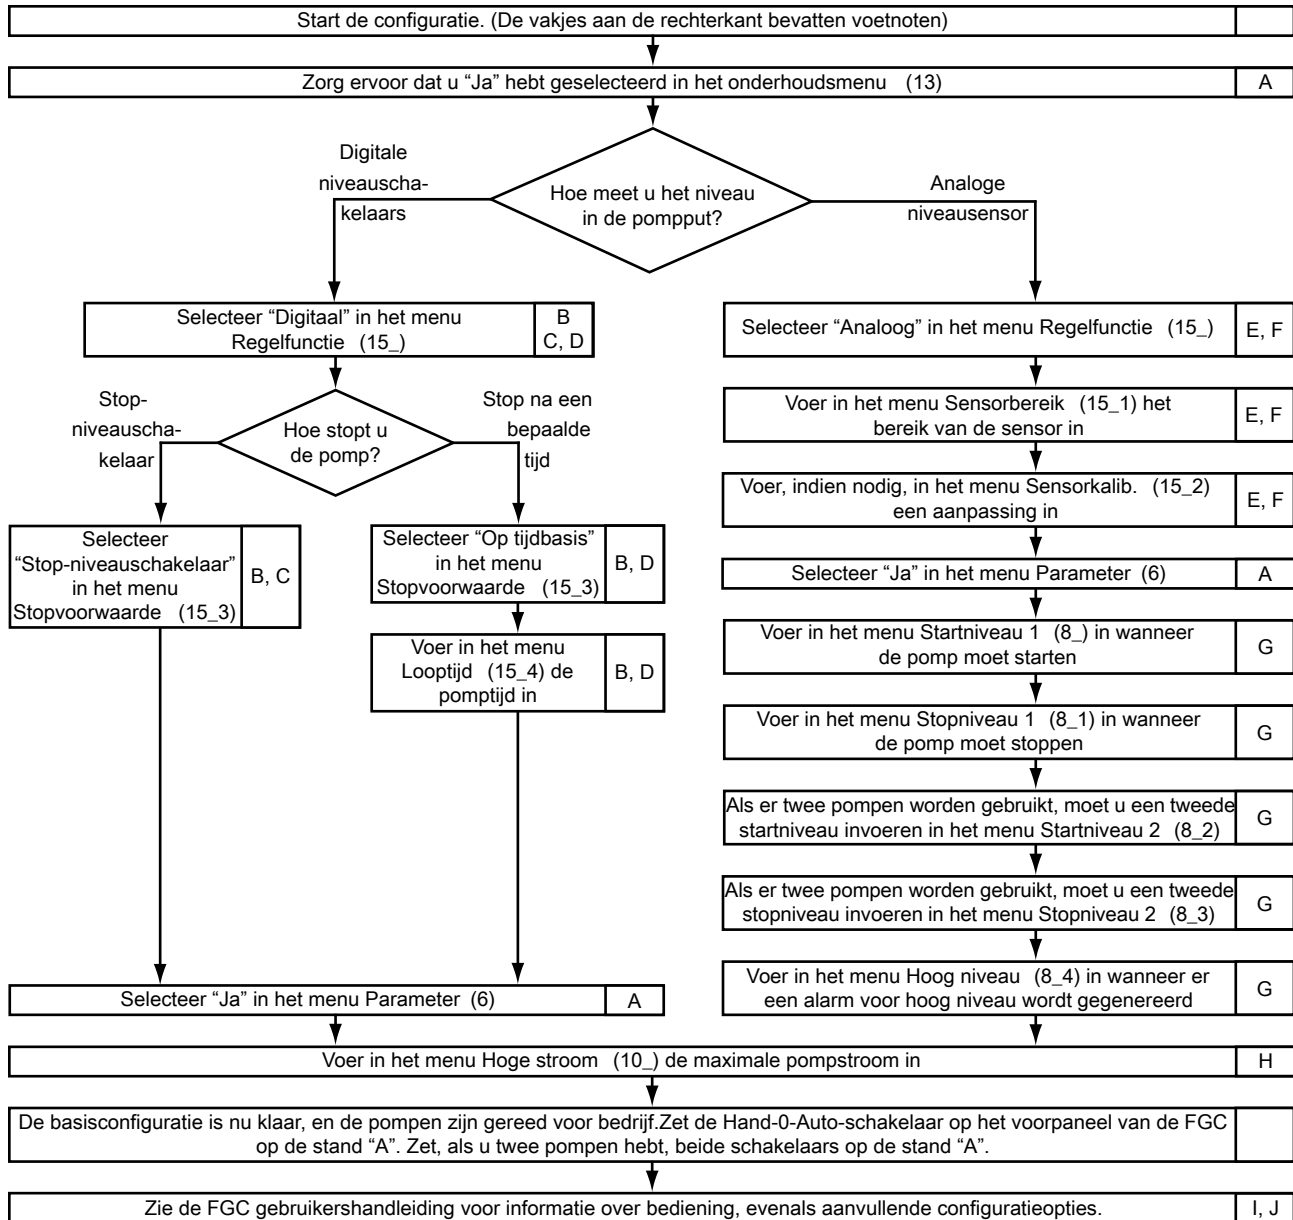 Start de configuratie. (De vakjes aan de rechterkant bevatten voetnoten)
Zorg ervoor dat u “Ja” hebt geselecteerd in het onderhoudsmenu (13)
A
Hoe meet u het niveau
in de pompput?
Digitale
niveauscha-
kelaars
Analoge
niveausensor
Selecteer “Digitaal” in het menu
Regelfunctie (15_)
B
C, D
Hoe stopt u
de pomp?
Stop-
niveauscha-
kelaar
Stop na een
bepaalde
tijd
Selecteer
“Stop-niveauschakelaar”
in het menu
Stopvoorwaarde (15_3)
B, C
Selecteer “Op tijdbasis”
in het menu
Stopvoorwaarde (15_3)
B, D
Voer in het menu
Looptijd (15_4) de
pomptijd in
B, D
Selecteer “Ja” in het menu Parameter (6)
A
Selecteer “Analoog” in het menu Regelfunctie (15_)
E, F
Voer in het menu Sensorbereik (15_1) het
bereik van de sensor in
E, F
Voer, indien nodig, in het menu Sensorkalib. (15_2)
een aanpassing in
E, F
Selecteer “Ja” in het menu Parameter (6)
A
Voer in het menu Startniveau 1 (8_) in wanneer
de pomp moet starten
G
Voer in het menu Stopniveau 1 (8_1) in wanneer
de pomp moet stoppen
G
Als er twee pompen worden gebruikt, moet u een tweede
startniveau invoeren in het menu Startniveau 2 (8_2)
G
Als er twee pompen worden gebruikt, moet u een tweede
stopniveau invoeren in het menu Stopniveau 2 (8_3)
G
Voer in het menu Hoog niveau (8_4) in wanneer er
een alarm voor hoog niveau wordt gegenereerd
G
Voer in het menu Hoge stroom (10_) de maximale pompstroom in
H
De basisconfiguratie is nu klaar, en de pompen zijn gereed voor bedrijf.Zet de Hand-0-Auto-schakelaar op het voorpaneel van de FGC
op de stand “A”. Zet, als u twee pompen hebt, beide schakelaars op de stand “A”.
Zie de FGC gebruikershandleiding voor informatie over bediening, evenals aanvullende configuratieopties.
I, J